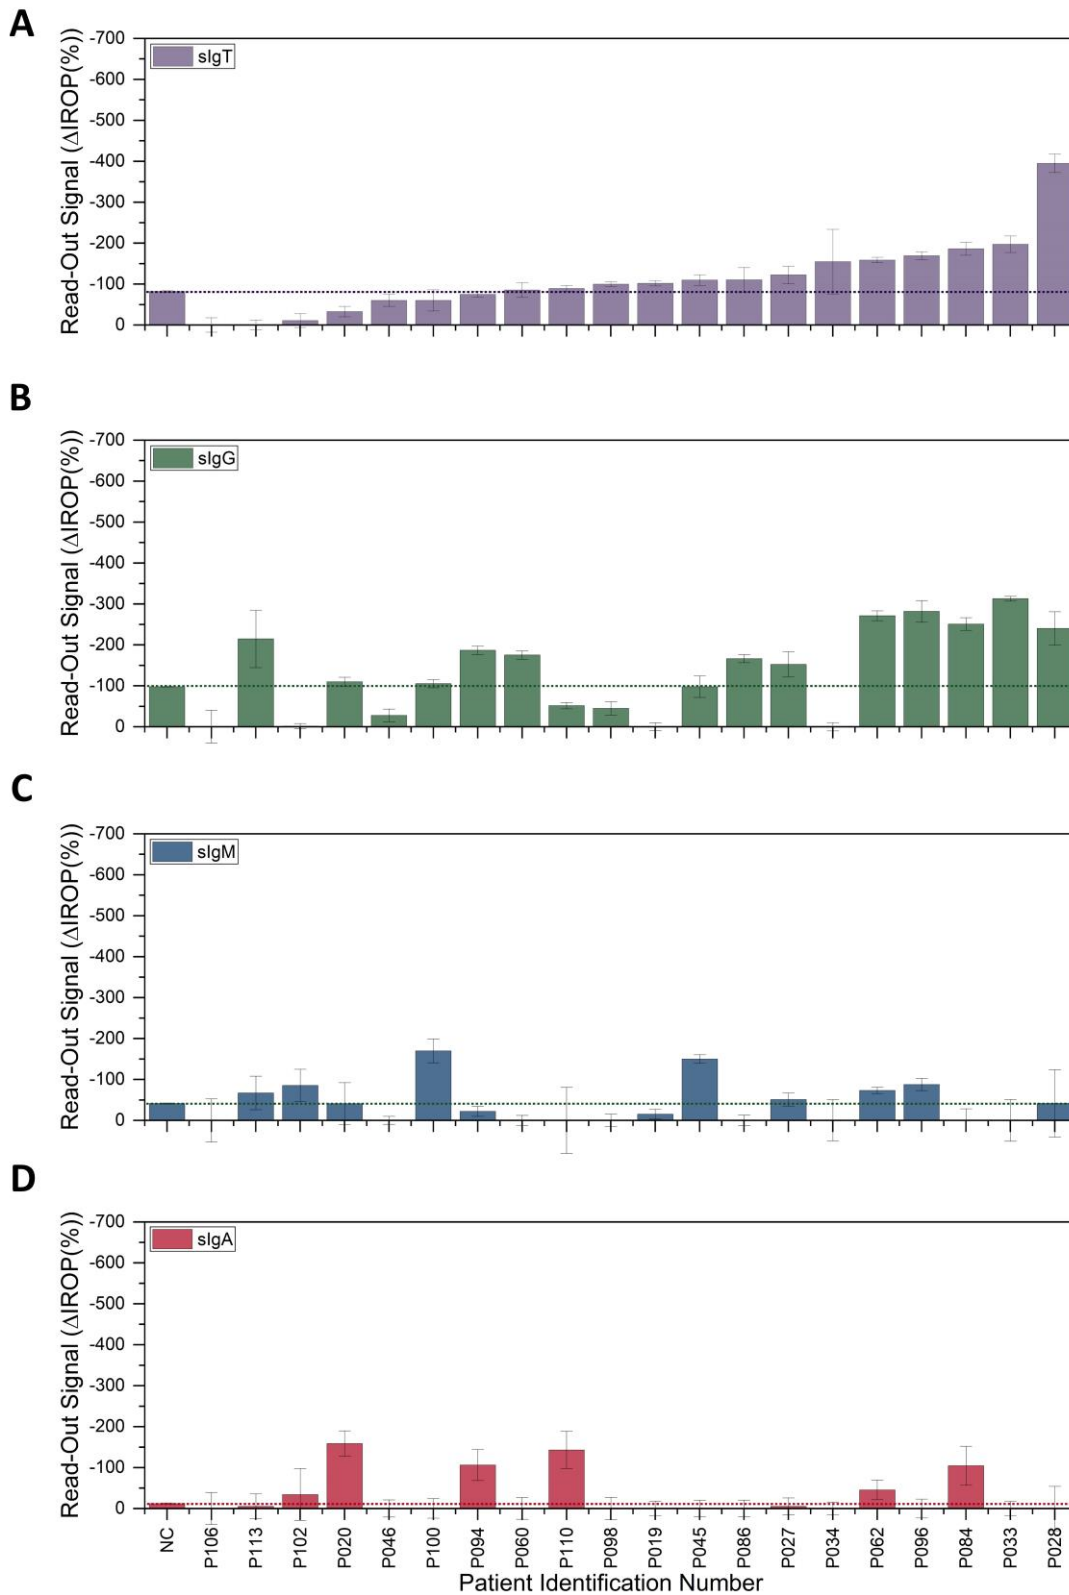 A
Read-Out Signal (ΔIROP(%))
-700
-600
-500
-400
-300
-200
-100
0
sIgT
B
Read-Out Signal (ΔIROP(%))
-700
-600
-500
-400
-300
-200
-100
0
sIgG
C
Read-Out Signal (ΔIROP(%))
-700
-600
-500
-400
-300
-200
-100
0
sIgM
D
Read-Out Signal (ΔIROP(%))
-700
-600
-500
-400
-300
-200
-100
0
sIgA
NC
P106
P113
P102
P020
P046
P100
P094
P060
P110
P098
P019
P045
P086
P027
P034
P062
P096
P084
P033
P028
Patient Identification Number